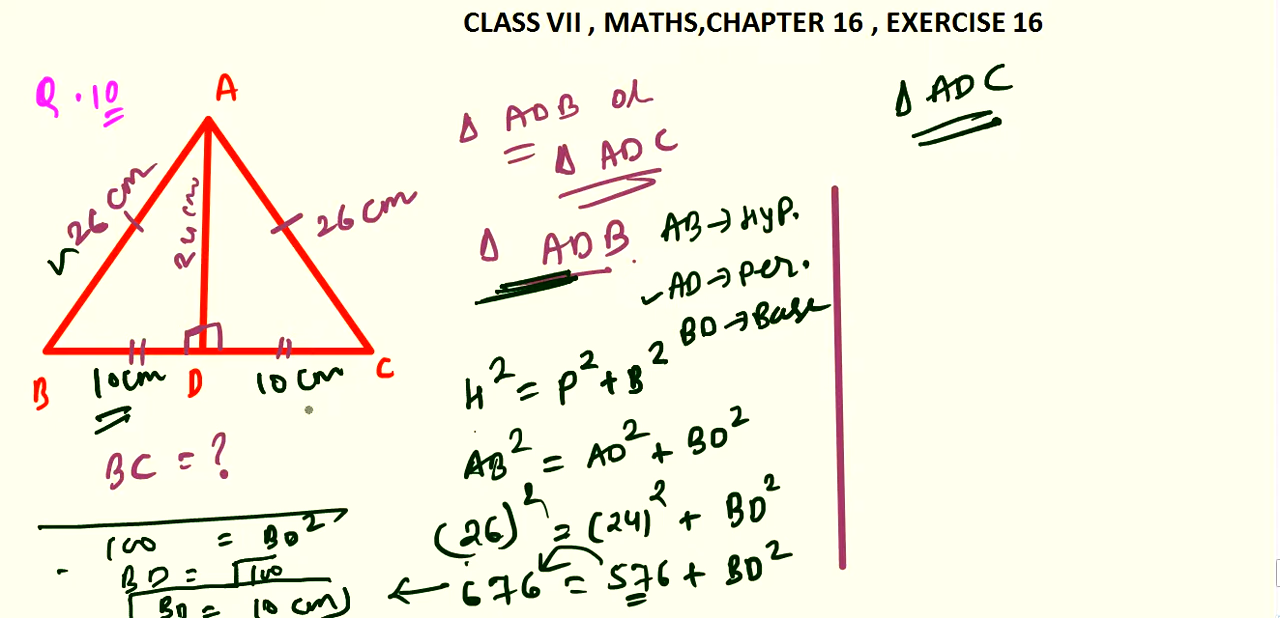 CLASS VII , MATHS,CHAPTER 16 , EXERCISE 16
Q.10
A
26 cm
24 cm
26 cm
B
10cm
D
10 cm
C
BC = ?
100 = BD²
BD = √100
BD = 10 cm
Δ ADB or
Δ ADC
Δ ADB.
AB → Hyp.
AD → Per.
BD → Base
H² = P² + B²
AB² = AD² + BD²
(26)² = (24)² + BD²
676 = 576 + BD²
Δ ADC